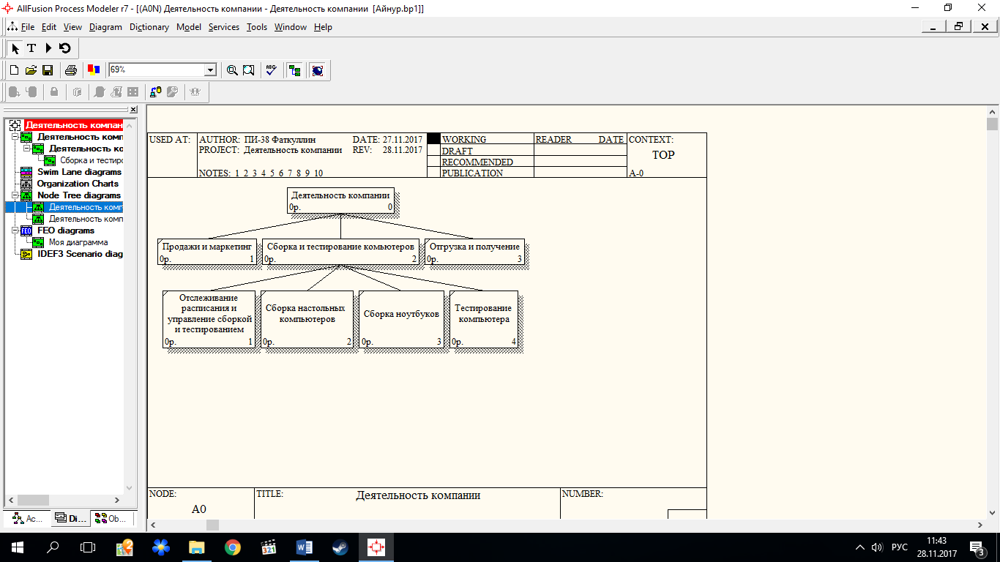 AllFusion Process Modeler r7 - [(A0N) Деятельность компании - Деятельность компании [Айнур.bp1]]
File Edit View Diagram Dictionary Model Services Tools Window Help
T
69%
ABC
Деятельность компан
Деятельность комп
Деятельность ко
Сборка и тестирс
Swim Lane diagrams
Organization Charts
Node Tree diagrams
Деятельность комп
Деятельность комп
FEO FEO diagrams
Моя диаграмма
IDEF3 Scenario diag
Ac... Di... Ob...
USED AT: AUTHOR: ПИ-38 Фаткуллин DATE: 27.11.2017 WORKING READER DATE CONTEXT:
PROJECT: Деятельность компании REV: 28.11.2017 DRAFT TOP
RECOMMENDED
NOTES: 1 2 3 4 5 6 7 8 9 10 PUBLICATION A-0
Деятельность компании
0р. 0
Продажи и маркетинг
0р. 1
Сборка и тестирование комьютеров
0р. 2
Отгрузка и получение
0р. 3
Отслеживание
расписания и
управление сборкой
и тестированием
0р. 1
Сборка настольных
компьютеров
0р. 2
Сборка ноутбуков
0р. 3
Тестирование
компьютера
0р. 4
NODE: TITLE: Деятельность компании NUMBER:
A0
321
РУС
11:43
28.11.2017
3